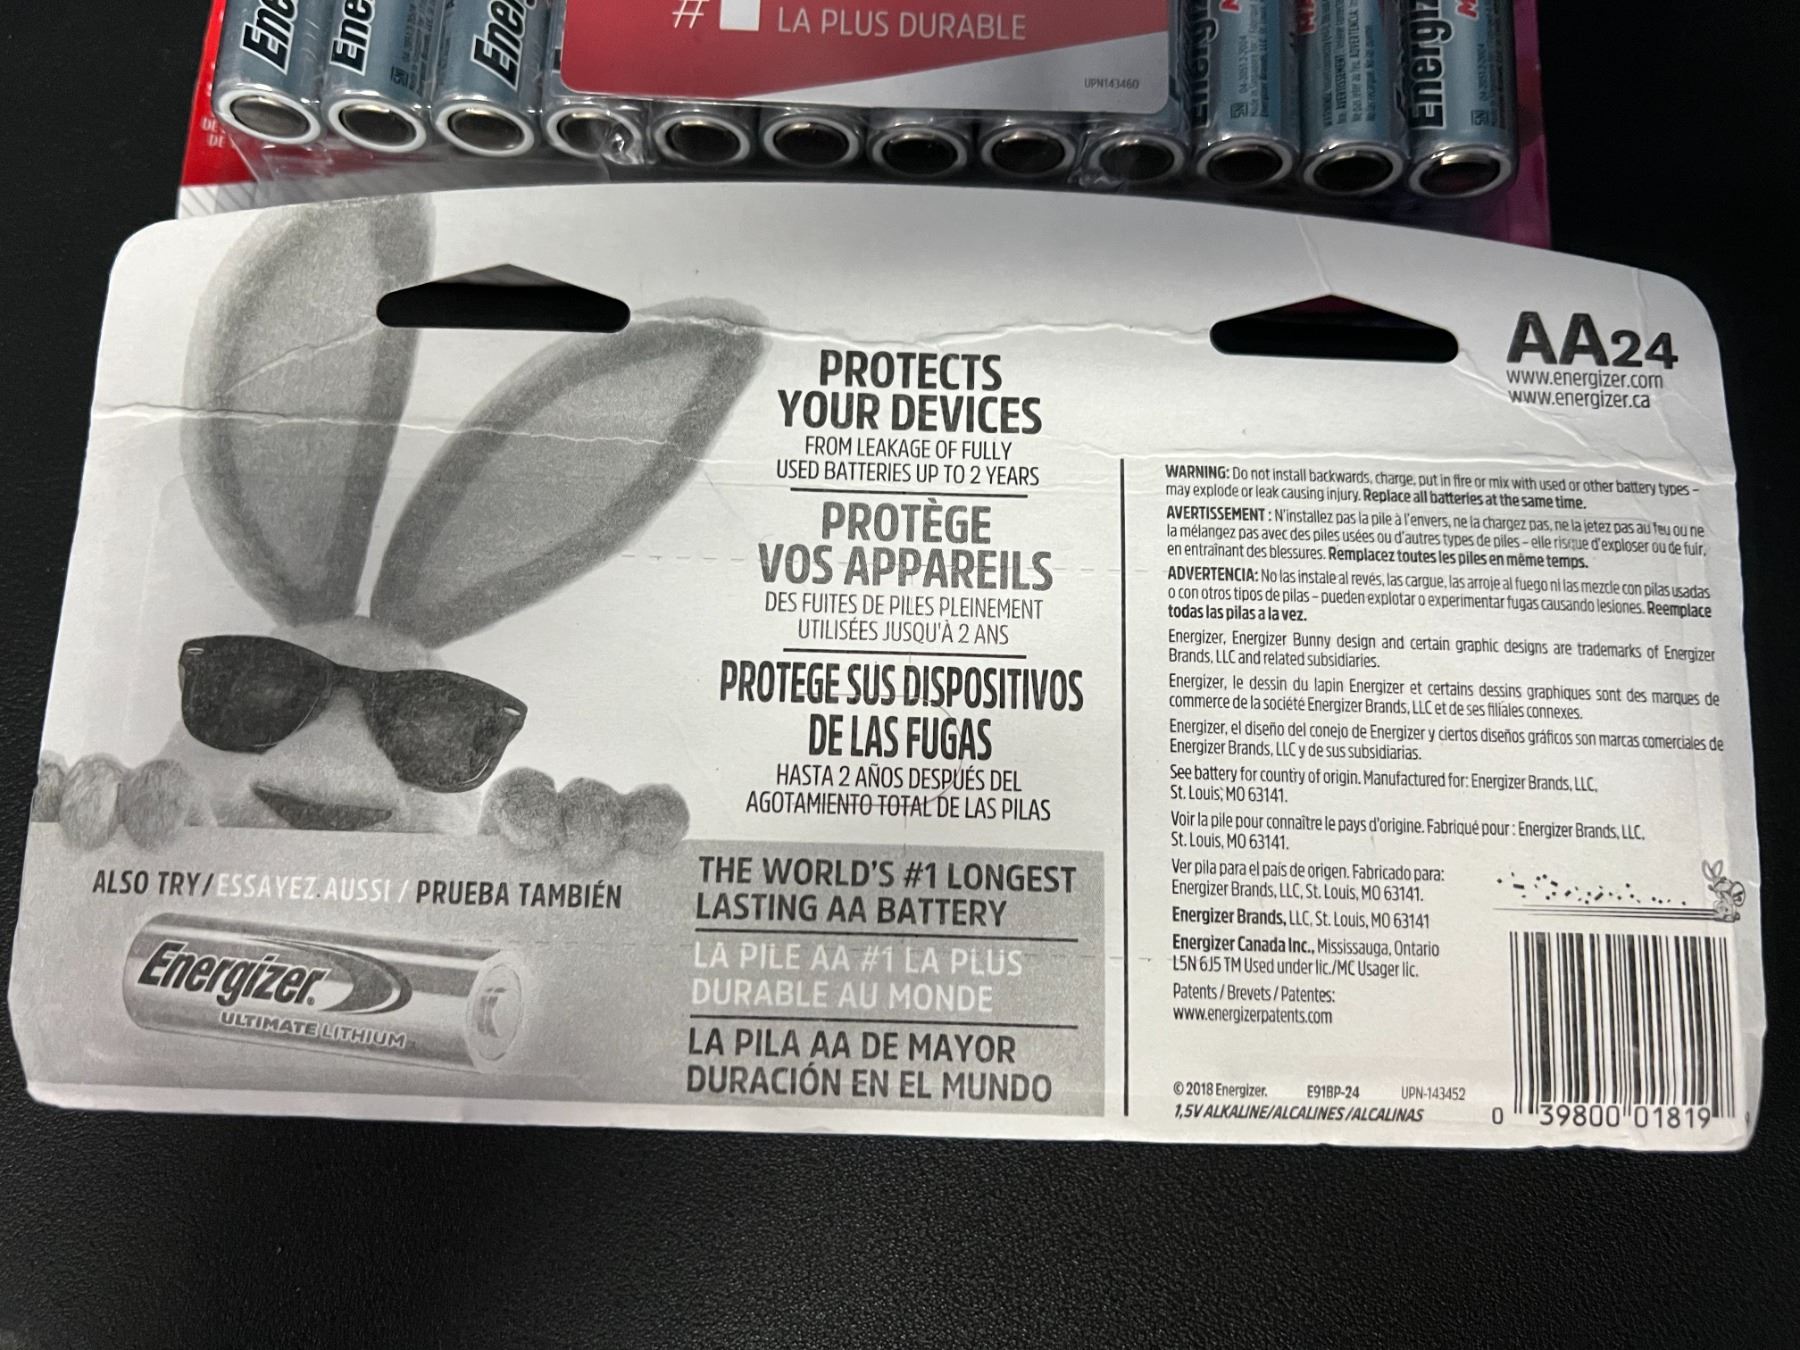 LA PLUS DURABLE
UPN143460
Energizer
AA24
www.energizer.com
www.energizer.ca
PROTECTS
YOUR DEVICES
FROM LEAKAGE OF FULLY
USED BATTERIES UP TO 2 YEARS
PROTÈGE
VOS APPAREILS
DES FUITES DE PILES PLEINEMENT
UTILISÉES JUSQU'À 2 ANS
PROTEGE SUS DISPOSITIVOS
DE LAS FUGAS
HASTA 2 AÑOS DESPUÉS DEL
AGOTAMIENTO TOTAL DE LAS PILAS
ALSO TRY/ESSAYEZ AUSSI / PRUEBA TAMBIÉN
Energizer.
ULTIMATE LITHIUM
THE WORLD'S #1 LONGEST
LASTING AA BATTERY
LA PILE AA #1 LA PLUS
DURABLE AU MONDE
LA PILA AA DE MAYOR
DURACIÓN EN EL MUNDO
WARNING: Do not install backwards, charge, put in fire or mix with used or other battery types –
may explode or leak causing injury. Replace all batteries at the same time.
AVERTISSEMENT : N'installez pas la pile à l'envers, ne la chargez pas, ne la jetez pas au feu ou ne
la mélangez pas avec des piles usées ou d'autres types de piles – elle risque d'exploser ou de fuir,
en entraînant des blessures. Remplacez toutes les piles en même temps.
ADVERTENCIA: No las instale al revés, las cargue, las arroje al fuego ni las mezcle con pilas usadas
o con otros tipos de pilas – pueden explotar o experimentar fugas causando lesiones. Reemplace
todas las pilas a la vez.
Energizer, Energizer Bunny design and certain graphic designs are trademarks of Energizer
Brands, LLC and related subsidiaries.
Energizer, le dessin du lapin Energizer et certains dessins graphiques sont des marques de
commerce de la société Energizer Brands, LLC et de ses filiales connexes.
Energizer, el diseño del conejo de Energizer y ciertos diseños gráficos son marcas comerciales de
Energizer Brands, LLC y de sus subsidiarias.
See battery for country of origin. Manufactured for: Energizer Brands, LLC,
St. Louis, MO 63141.
Voir la pile pour connaître le pays d'origine. Fabriqué pour : Energizer Brands, LLC,
St. Louis, MO 63141.
Ver pila para el país de origen. Fabricado para:
Energizer Brands, LLC, St. Louis, MO 63141.
Energizer Brands, LLC, St. Louis, MO 63141
Energizer Canada Inc., Mississauga, Ontario
L5N 6J5 TM Used under lic./MC Usager lic.
Patents / Brevets / Patentes:
www.energizerpatents.com
© 2018 Energizer. E91BP-24 UPN-143452
1,5V ALKALINE/ALCALINES/ALCALINAS
0 39800 01819